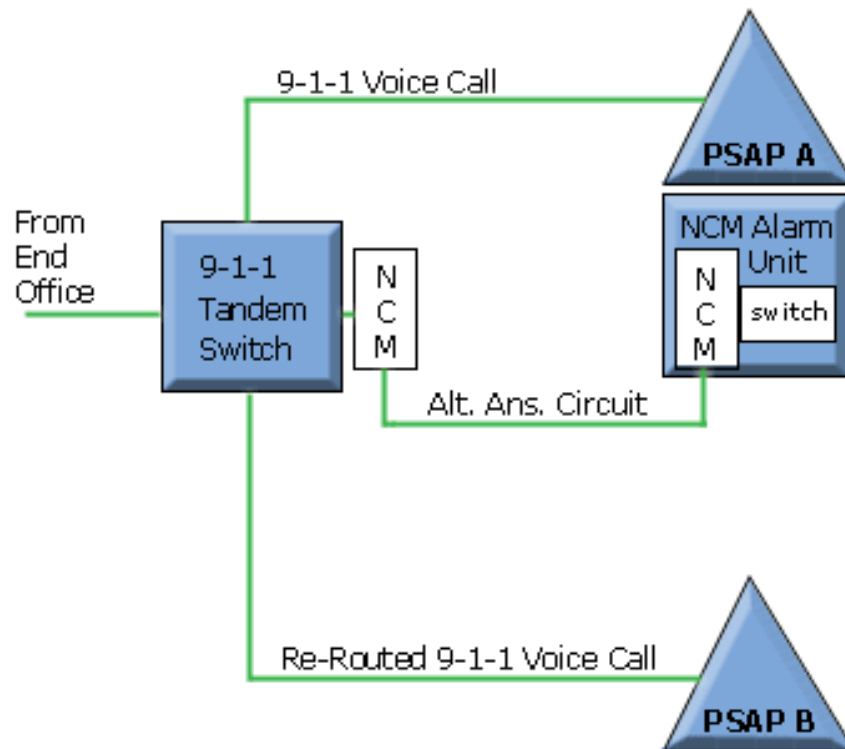 9-1-1 Voice Call
PSAP A
From
End
Office
9-1-1
Tandem
Switch
N
C
M
NCM Alarm
Unit
N
C
M
switch
Alt. Ans. Circuit
Re-Routed 9-1-1 Voice Call
PSAP B